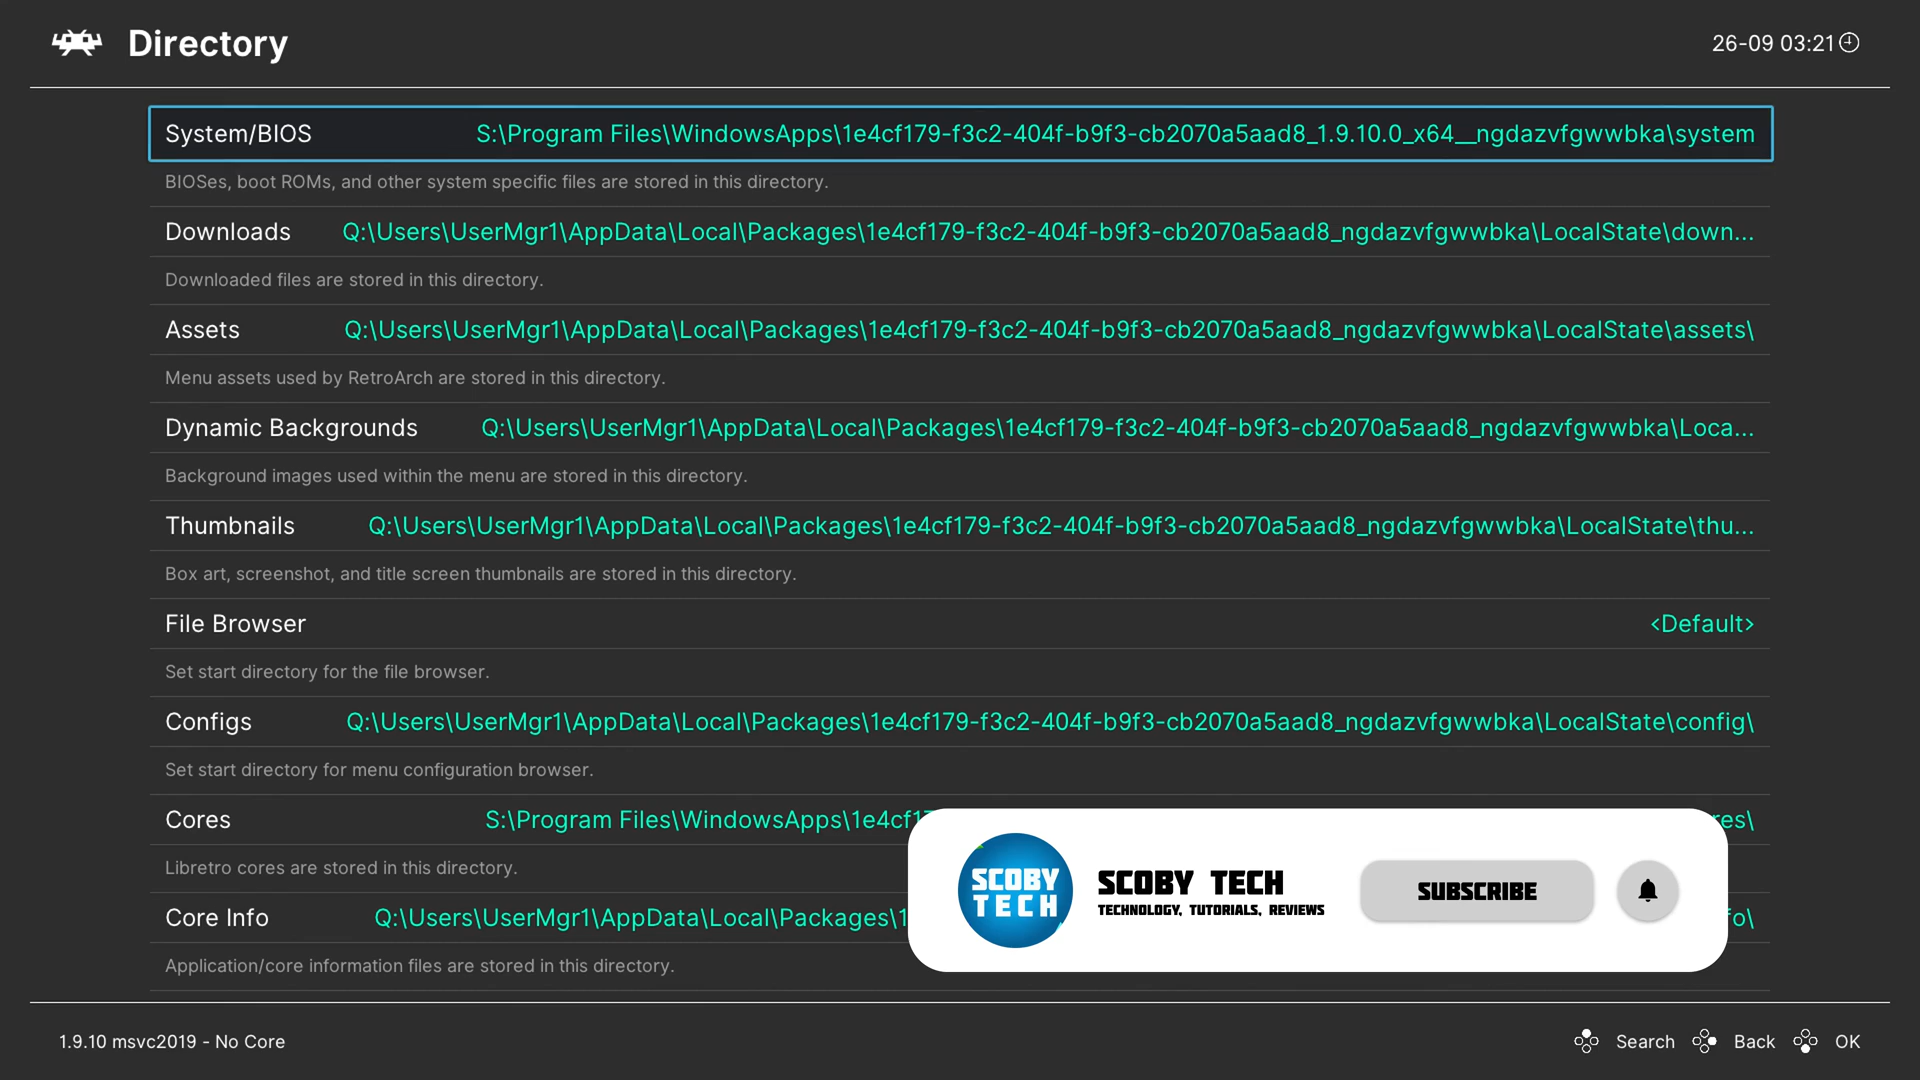 Directory
26-09 03:21
System/BIOS S:\Program Files\WindowsApps\1e4cf179-f3c2-404f-b9f3-cb2070a5aad8_1.9.10.0_x64__ngdazvfgwwbka\system
BIOSes, boot ROMs, and other system specific files are stored in this directory.
Downloads Q:\Users\UserMgr1\AppData\Local\Packages\1e4cf179-f3c2-404f-b9f3-cb2070a5aad8_ngdazvfgwwbka\LocalState\down...
Downloaded files are stored in this directory.
Assets Q:\Users\UserMgr1\AppData\Local\Packages\1e4cf179-f3c2-404f-b9f3-cb2070a5aad8_ngdazvfgwwbka\LocalState\assets\
Menu assets used by RetroArch are stored in this directory.
Dynamic Backgrounds Q:\Users\UserMgr1\AppData\Local\Packages\1e4cf179-f3c2-404f-b9f3-cb2070a5aad8_ngdazvfgwwbka\Loca...
Background images used within the menu are stored in this directory.
Thumbnails Q:\Users\UserMgr1\AppData\Local\Packages\1e4cf179-f3c2-404f-b9f3-cb2070a5aad8_ngdazvfgwwbka\LocalState\thu...
Box art, screenshot, and title screen thumbnails are stored in this directory.
File Browser <Default>
Set start directory for the file browser.
Configs Q:\Users\UserMgr1\AppData\Local\Packages\1e4cf179-f3c2-404f-b9f3-cb2070a5aad8_ngdazvfgwwbka\LocalState\config\
Set start directory for menu configuration browser.
Cores S:\Program Files\WindowsApps\1e4cf1 res\
Libretro cores are stored in this directory.
Core Info Q:\Users\UserMgr1\AppData\Local\Packages\1 fo\
Application/core information files are stored in this directory.
SCOBY TECH
SCOBY TECH
TECHNOLOGY, TUTORIALS, REVIEWS
SUBSCRIBE
1.9.10 msvc2019 - No Core
Search Back OK